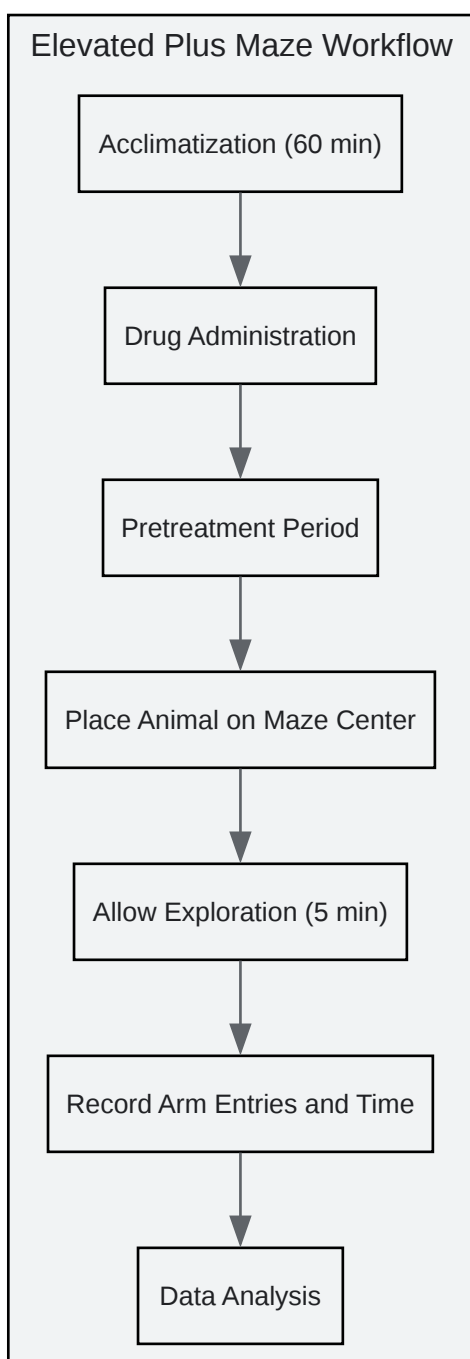 Elevated Plus Maze Workflow
Acclimatization (60 min)
Drug Administration
Pretreatment Period
Place Animal on Maze Center
Allow Exploration (5 min)
Record Arm Entries and Time
Data Analysis